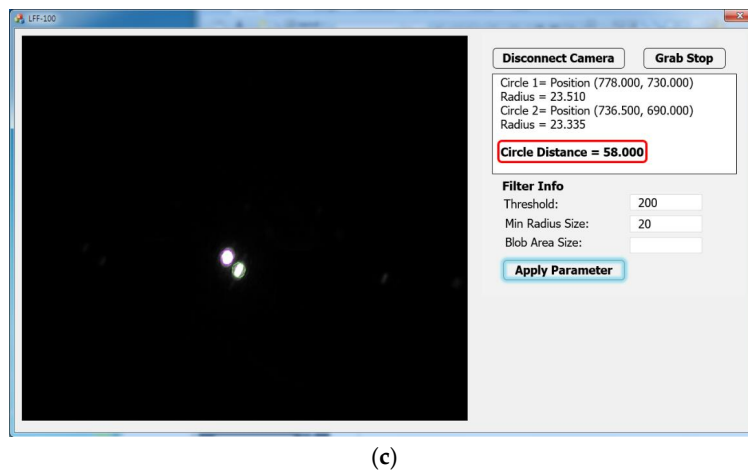 LFF-100
Disconnect Camera Grab Stop
Circle 1= Position (778.000, 730.000)
Radius = 23.510
Circle 2= Position (736.500, 690.000)
Radius = 23.335
Circle Distance = 58.000
Filter Info
Threshold: 200
Min Radius Size: 20
Blob Area Size:
Apply Parameter
(c)